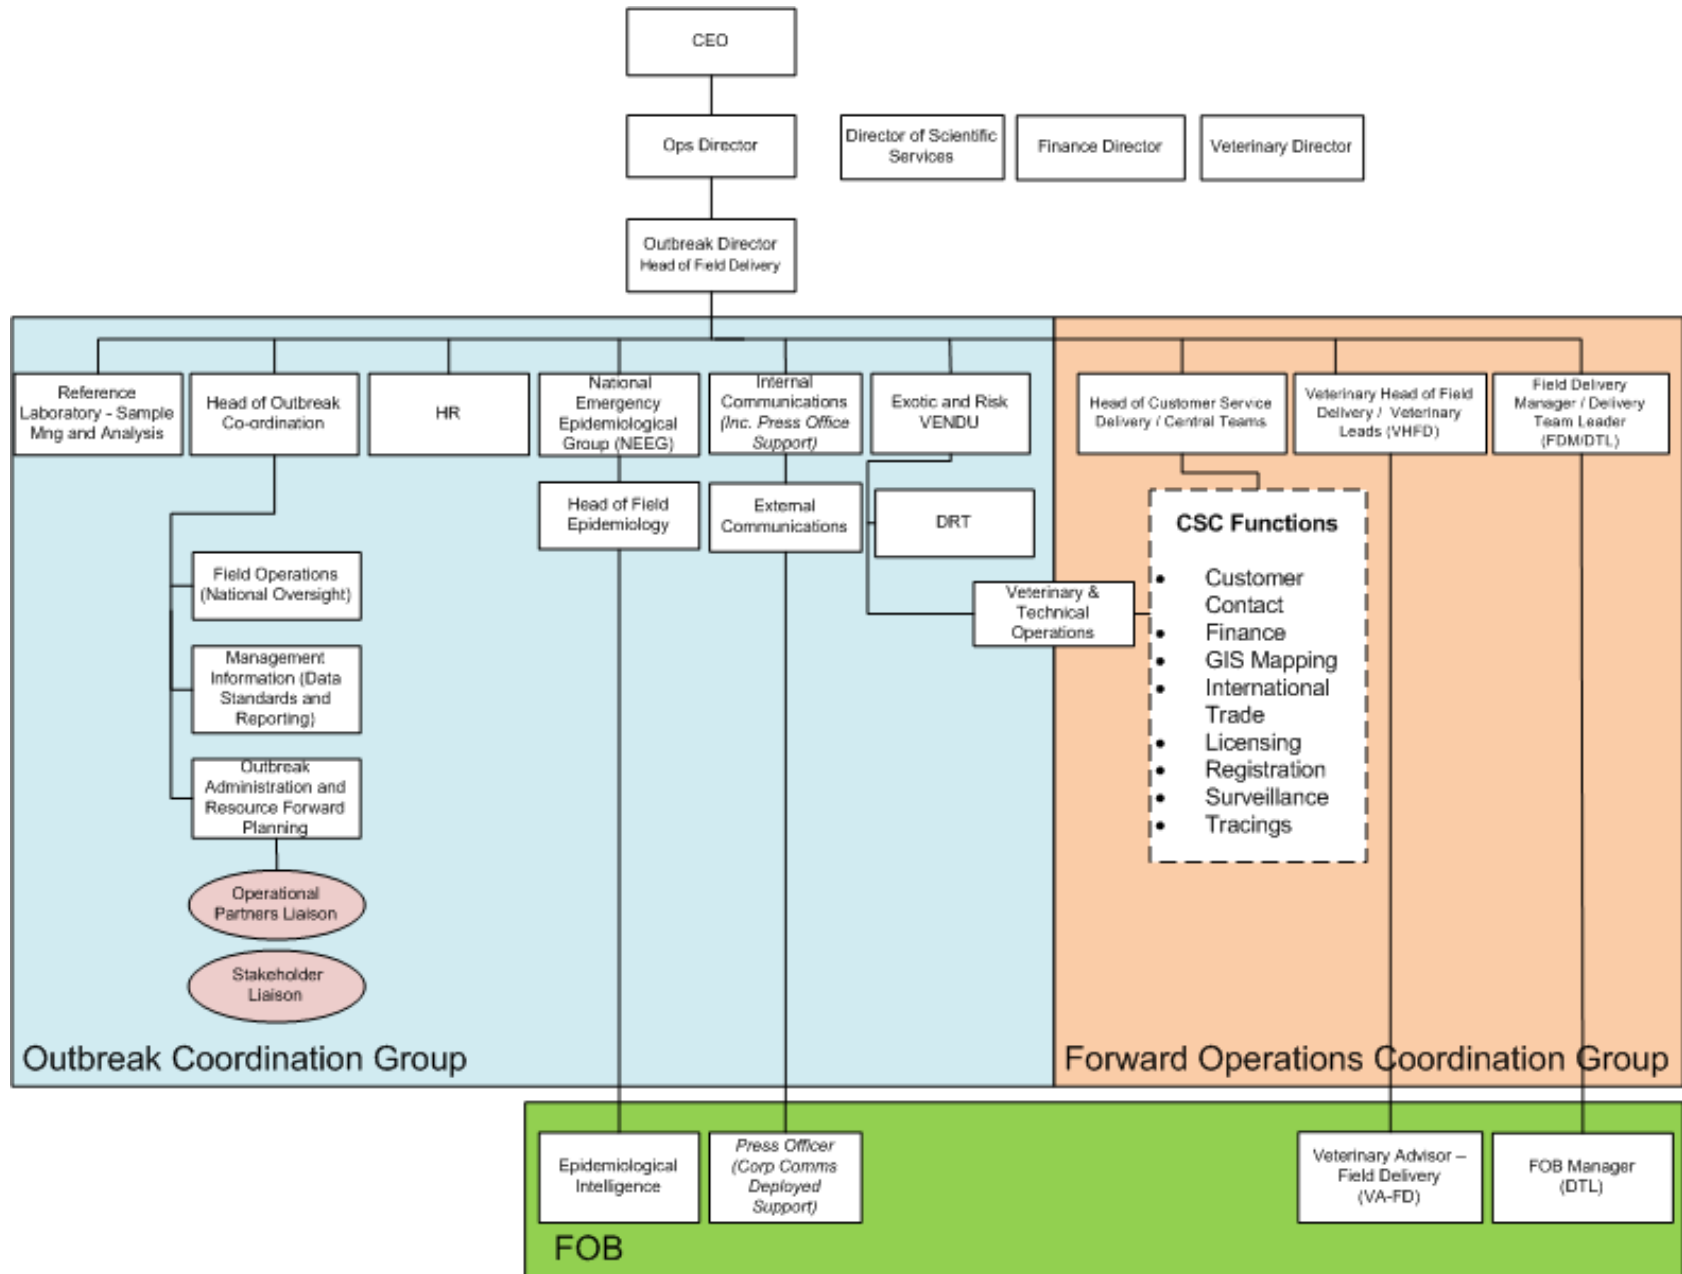 CEO
Ops Director
Director of Scientific
Services
Finance Director
Veterinary Director
Outbreak Director
Head of Field Delivery
Reference
Laboratory - Sample
Mng and Analysis
Head of Outbreak
Co-ordination
HR
National
Emergency
Epidemiological
Group (NEEG)
Internal
Communications
(Inc. Press Office
Support)
Exotic and Risk
VENDU
Head of Customer Service
Delivery / Central Teams
Veterinary Head of Field
Delivery / Veterinary
Leads (VHFD)
Field Delivery
Manager / Delivery
Team Leader
(FDM/DTL)
Head of Field
Epidemiology
External
Communications
DRT
CSC Functions
• Customer
Contact
• Finance
• GIS Mapping
• International
Trade
• Licensing
• Registration
• Surveillance
• Tracings
Field Operations
(National Oversight)
Veterinary &
Technical
Operations
Management
Information (Data
Standards and
Reporting)
Outbreak
Administration and
Resource Forward
Planning
Operational
Partners Liaison
Stakeholder
Liaison
Outbreak Coordination Group
Forward Operations Coordination Group
Epidemiological
Intelligence
Press Officer
(Corp Comms
Deployed
Support)
Veterinary Advisor –
Field Delivery
(VA-FD)
FOB Manager
(DTL)
FOB